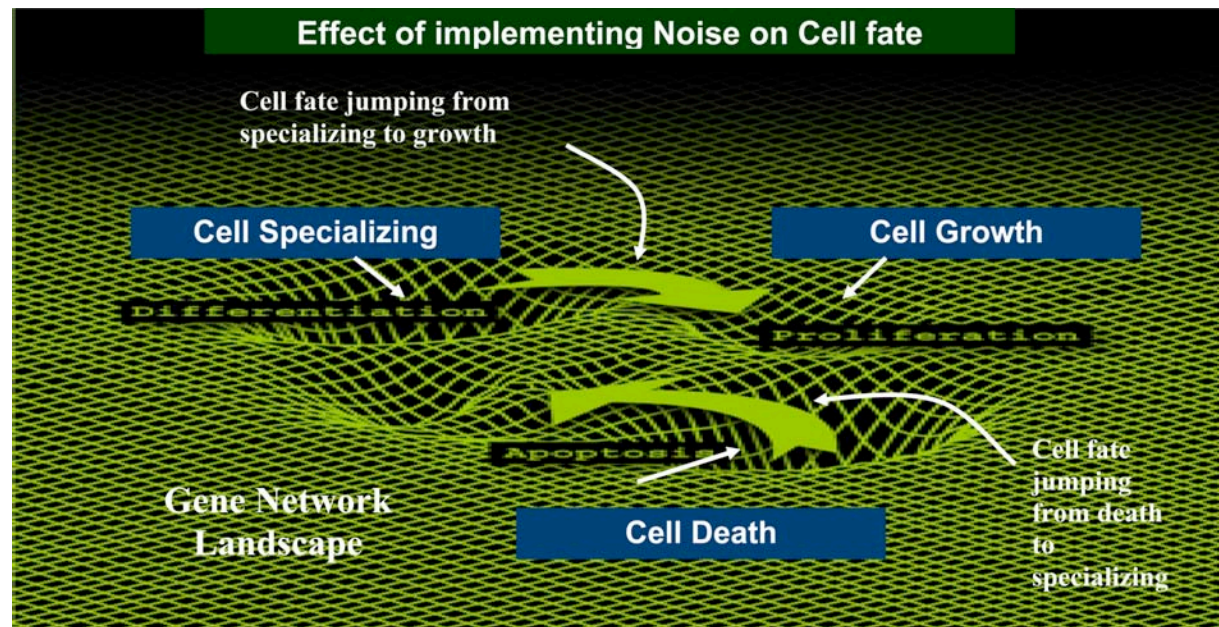 Effect of implementing Noise on Cell fate
Cell fate jumping from
specializing to growth
Cell Specializing
Cell Growth
Differentiation
Proliferation
Apoptosis
Cell fate
jumping
from death
to
specializing
Gene Network
Landscape
Cell Death